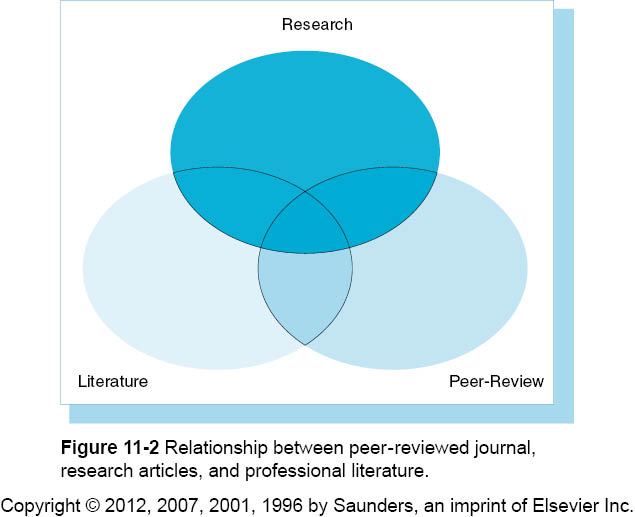 Research
Literature
Peer-Review
Figure 11-2 Relationship between peer-reviewed journal,
research articles, and professional literature.
Copyright © 2012, 2007, 2001, 1996 by Saunders, an imprint of Elsevier Inc.